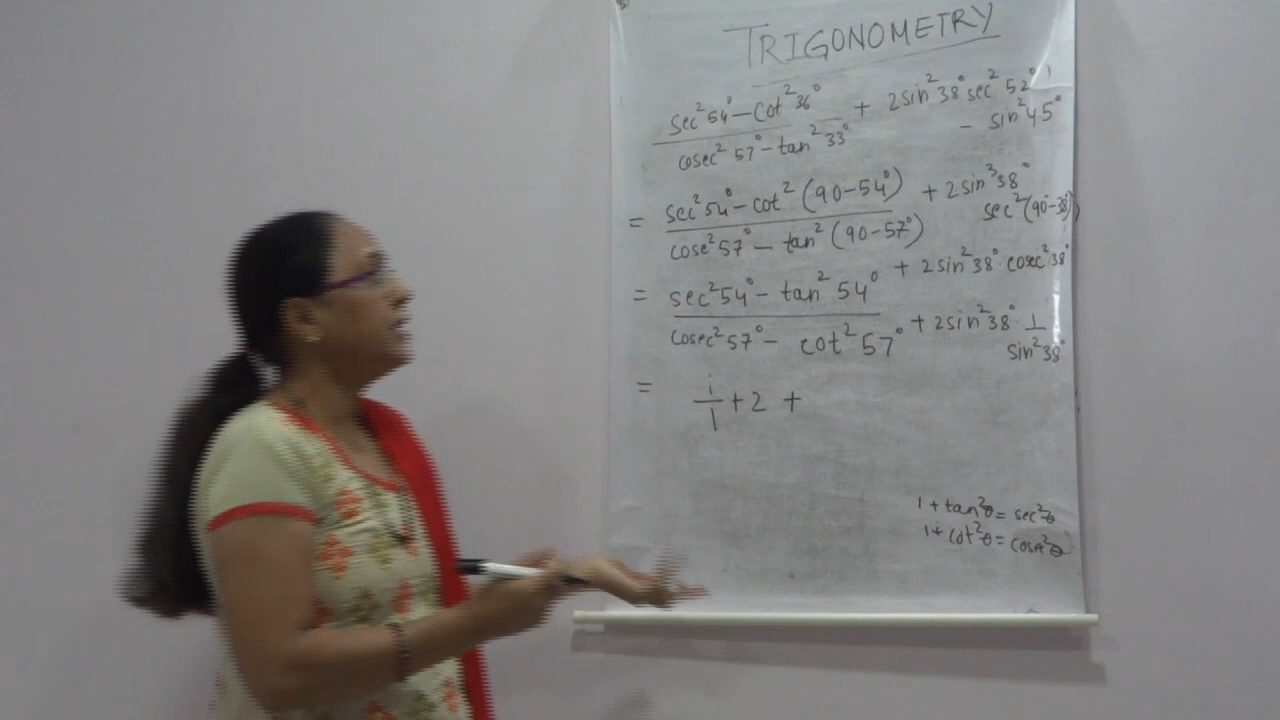 TRIGONOMETRY
sec²54° – cot²36° + 2sin²38° sec²52°
cosec²57° – tan²33° – sin²45°
= sec²54° – cot²(90–54°) + 2sin²38°
cose²57° – tan²(90–57°) sec²(90°–38°)
= sec²54° – tan²54° + 2sin²38° cosec²38°
cosec²57° – cot²57° + 2sin²38° 1
sin²38°
= 1/1 + 2 +
1 + tan²θ = sec²θ
1 + cot²θ = cosec²θ